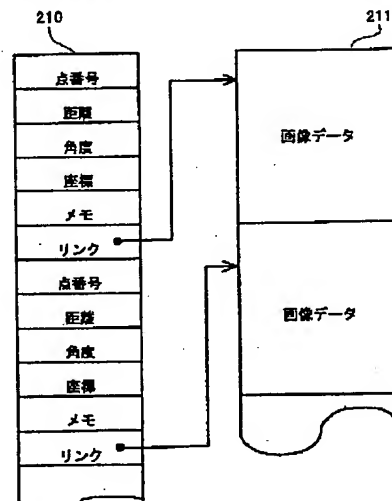 210
点番号
距離
角度
座標
メモ
リンク
点番号
距離
角度
座標
メモ
リンク
211
画像データ
画像データ